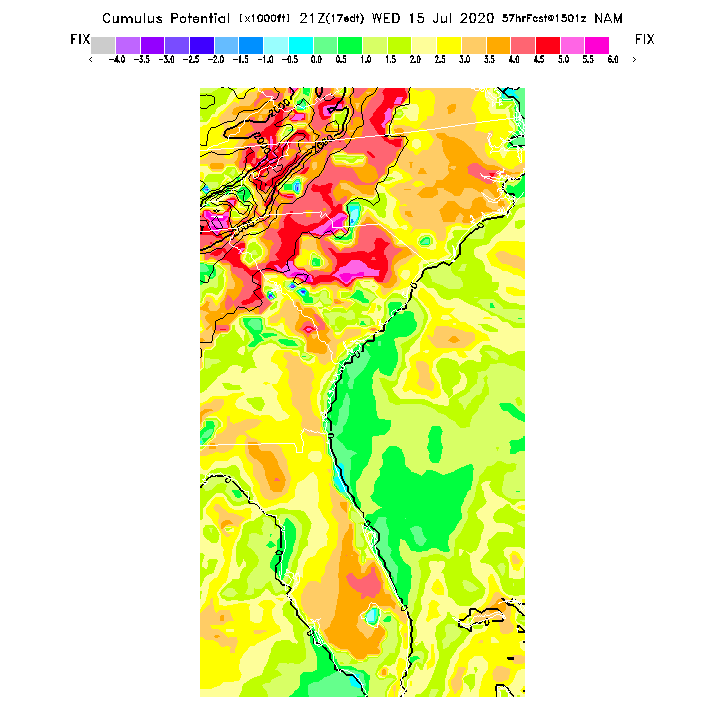 Cumulus Potential [x1000ft] 21Z(17edt) WED 15 Jul 2020 57hrFcst@1501z NAM
FIX FIX
< -4.0 -3.5 -3.0 -2.5 -2.0 -1.5 -1.0 -0.5 0.0 0.5 1.0 1.5 2.0 2.5 3.0 3.5 4.0 4.5 5.0 5.5 6.0 >
2000